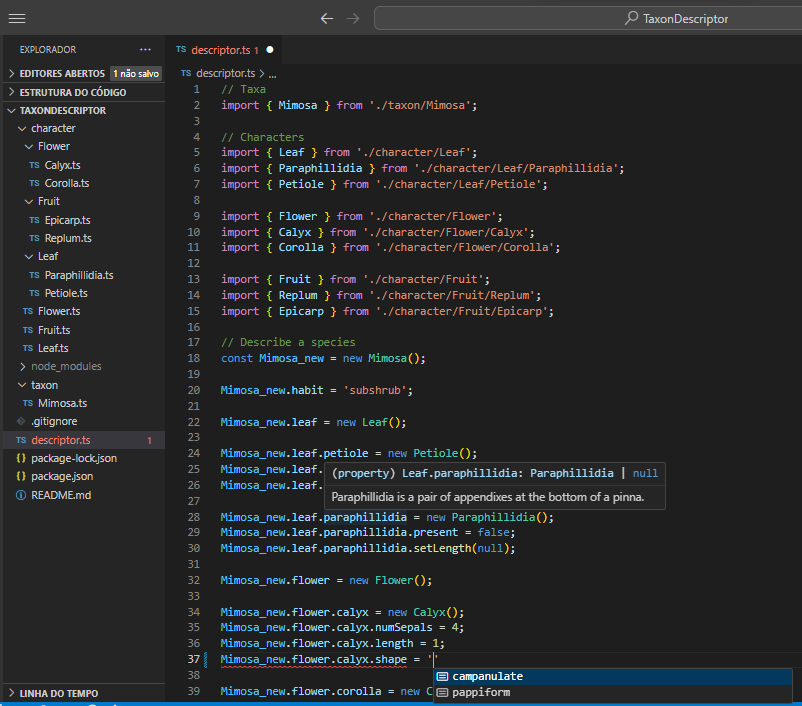 TaxonDescriptor
EXPLORADOR
EDITORES ABERTOS 1 não salvo
ESTRUTURA DO CÓDIGO
TAXONDESCRIPTOR
character
Flower
TS Calyx.ts
TS Corolla.ts
Fruit
TS Epicarp.ts
TS Replum.ts
Leaf
TS Paraphillidia.ts
TS Petiole.ts
TS Flower.ts
TS Fruit.ts
TS Leaf.ts
node_modules
taxon
TS Mimosa.ts
.gitignore
TS descriptor.ts 1
{} package-lock.json
{} package.json
README.md
LINHA DO TEMPO
TS descriptor.ts 1
TS descriptor.ts > ...
1 // Taxa
2 import { Mimosa } from './taxon/Mimosa';
3
4 // Characters
5 import { Leaf } from './character/Leaf';
6 import { Paraphillidia } from './character/Leaf/Paraphillidia';
7 import { Petiole } from './character/Leaf/Petiole';
8
9 import { Flower } from './character/Flower';
10 import { Calyx } from './character/Flower/Calyx';
11 import { Corolla } from './character/Flower/Corolla';
12
13 import { Fruit } from './character/Fruit';
14 import { Replum } from './character/Fruit/Replum';
15 import { Epicarp } from './character/Fruit/Epicarp';
16
17 // Describe a species
18 const Mimosa_new = new Mimosa();
19
20 Mimosa_new.habit = 'subshrub';
21
22 Mimosa_new.leaf = new Leaf();
23
24 Mimosa_new.leaf.petiole = new Petiole();
25 Mimosa_new.leaf.
(property) Leaf.paraphillidia: Paraphillidia | null
26 Mimosa_new.leaf.
Paraphillidia is a pair of appendixes at the bottom of a pinna.
27
28 Mimosa_new.leaf.paraphillidia = new Paraphillidia();
29 Mimosa_new.leaf.paraphillidia.present = false;
30 Mimosa_new.leaf.paraphillidia.setLength(null);
31
32 Mimosa_new.flower = new Flower();
33
34 Mimosa_new.flower.calyx = new Calyx();
35 Mimosa_new.flower.calyx.numSepals = 4;
36 Mimosa_new.flower.calyx.length = 1;
37 Mimosa_new.flower.calyx.shape = ''
38
campanulate
39 Mimosa_new.flower.corolla = new C
pappiform